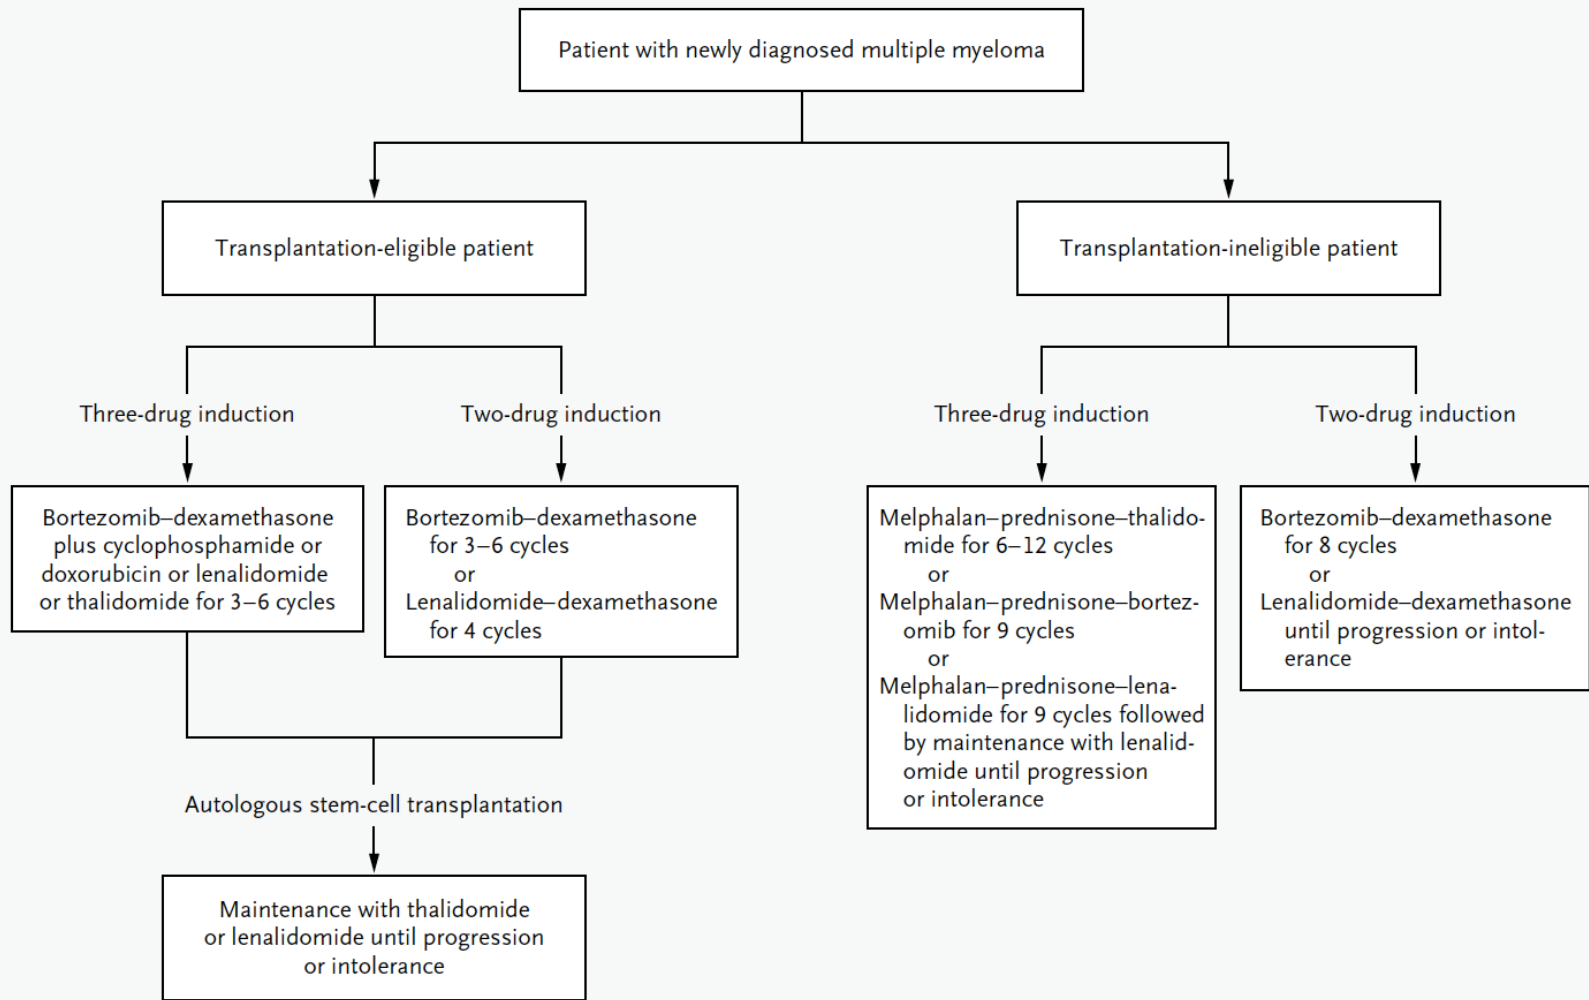 Patient with newly diagnosed multiple myeloma
Transplantation-eligible patient
Transplantation-ineligible patient
Three-drug induction
Two-drug induction
Three-drug induction
Two-drug induction
Bortezomib–dexamethasone
plus cyclophosphamide or
doxorubicin or lenalidomide
or thalidomide for 3–6 cycles
Bortezomib–dexamethasone
for 3–6 cycles
or
Lenalidomide–dexamethasone
for 4 cycles
Melphalan–prednisone–thalido-
mide for 6–12 cycles
or
Melphalan–prednisone–bortez-
omib for 9 cycles
or
Melphalan–prednisone–lena-
lidomide for 9 cycles followed
by maintenance with lenalid-
omide until progression
or intolerance
Bortezomib–dexamethasone
for 8 cycles
or
Lenalidomide–dexamethasone
until progression or intol-
erance
Autologous stem-cell transplantation
Maintenance with thalidomide
or lenalidomide until progression
or intolerance